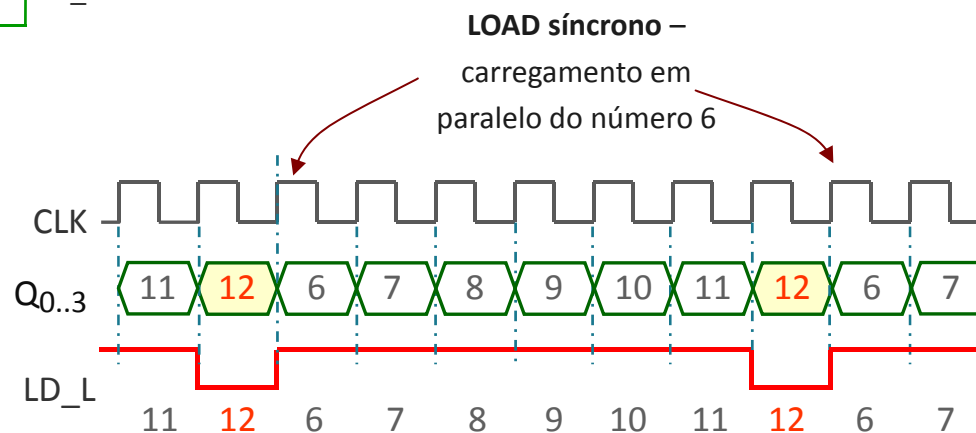 LOAD síncrono –
carregamento em
paralelo do número 6
CLK
Q0..3 11 12 6 7 8 9 10 11 12 6 7
LD_L
11 12 6 7 8 9 10 11 12 6 7